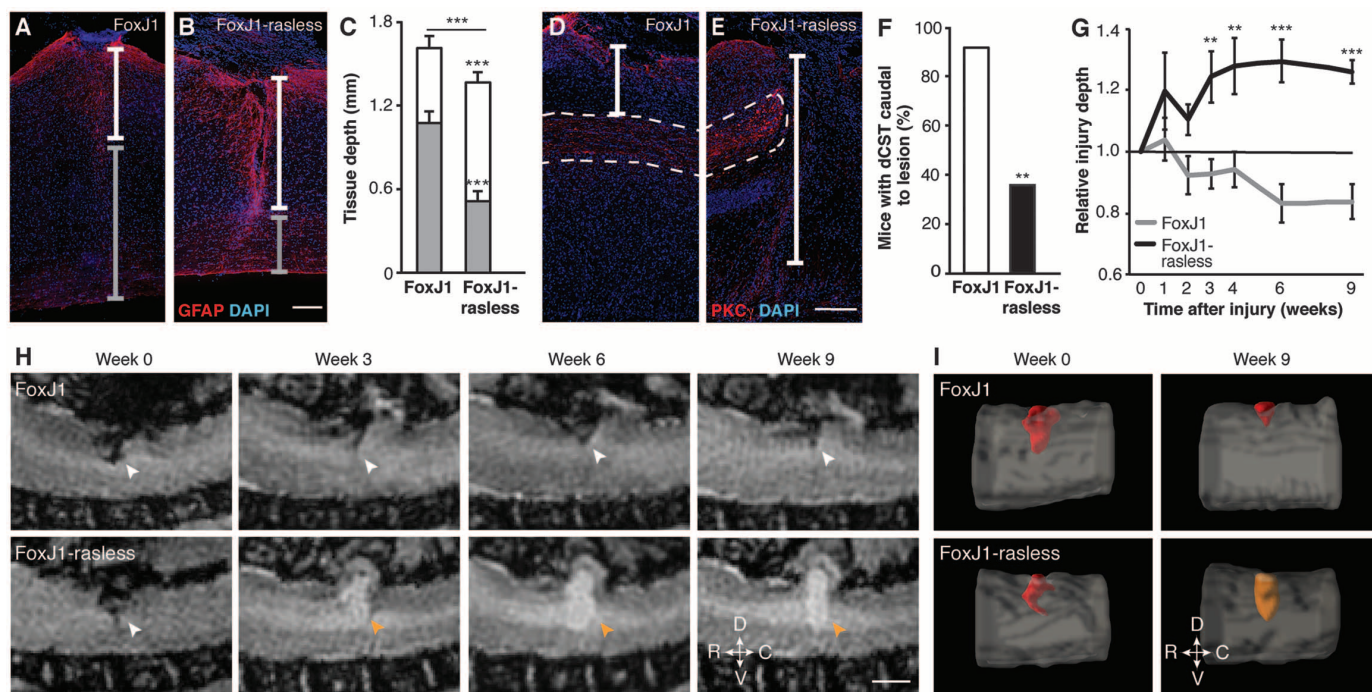 A FoxJ1
B FoxJ1-rasless
GFAP DAPI
C
***
***
***
Tissue depth (mm)
1.8
1.2
0.6
0
FoxJ1 FoxJ1-
rasless
D FoxJ1
E FoxJ1-rasless
PKCγ DAPI
F
Mice with dCST caudal
to lesion (%)
100
80
60
40
20
0
**
FoxJ1 FoxJ1-
rasless
G
Relative injury depth
1.4
1.2
1.0
0.8
0.6
** ** *** ***
FoxJ1
FoxJ1-
rasless
0 1 2 3 4 6 9
Time after injury (weeks)
H Week 0 Week 3 Week 6 Week 9
FoxJ1
FoxJ1-rasless
D
R C
V
I Week 0 Week 9
FoxJ1
FoxJ1-rasless
D
R C
V